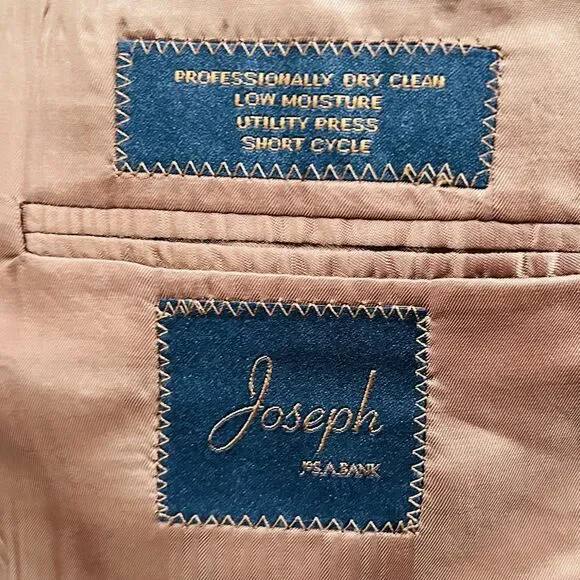 PROFESSIONALLY DRY CLEAN
LOW MOISTURE
UTILITY PRESS
SHORT CYCLE
Joseph
JOS.A.BANK